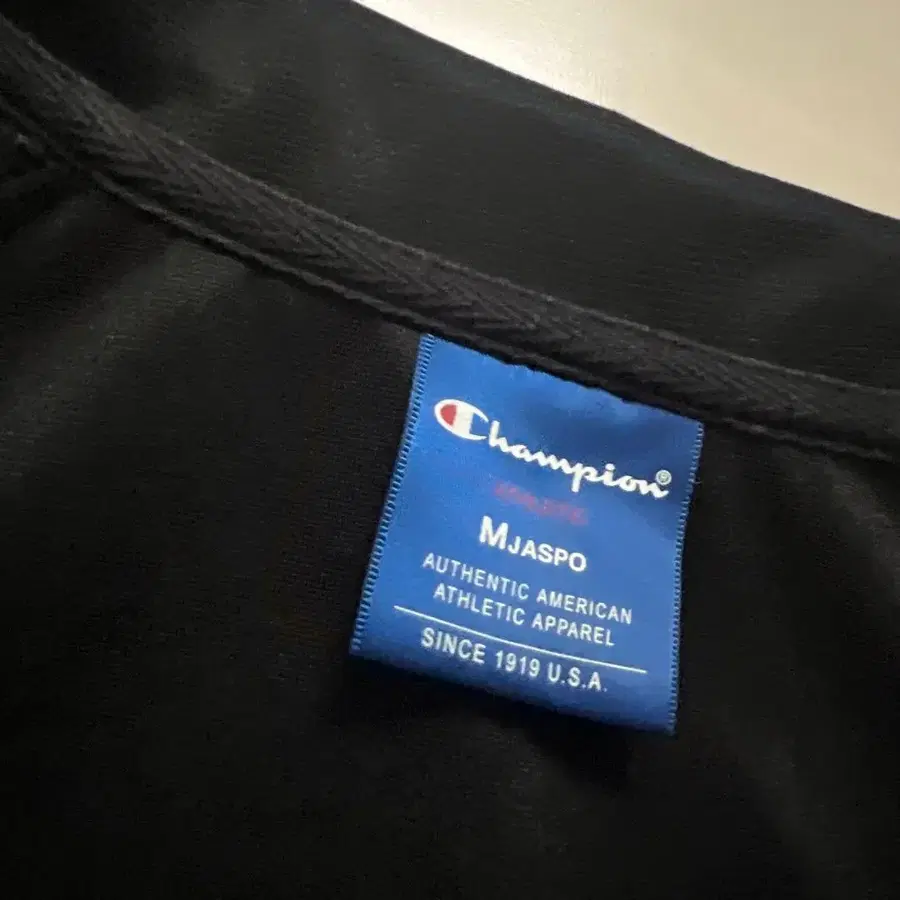 Champion®
MJASPO
AUTHENTIC AMERICAN
ATHLETIC APPAREL
SINCE 1919 U.S.A.